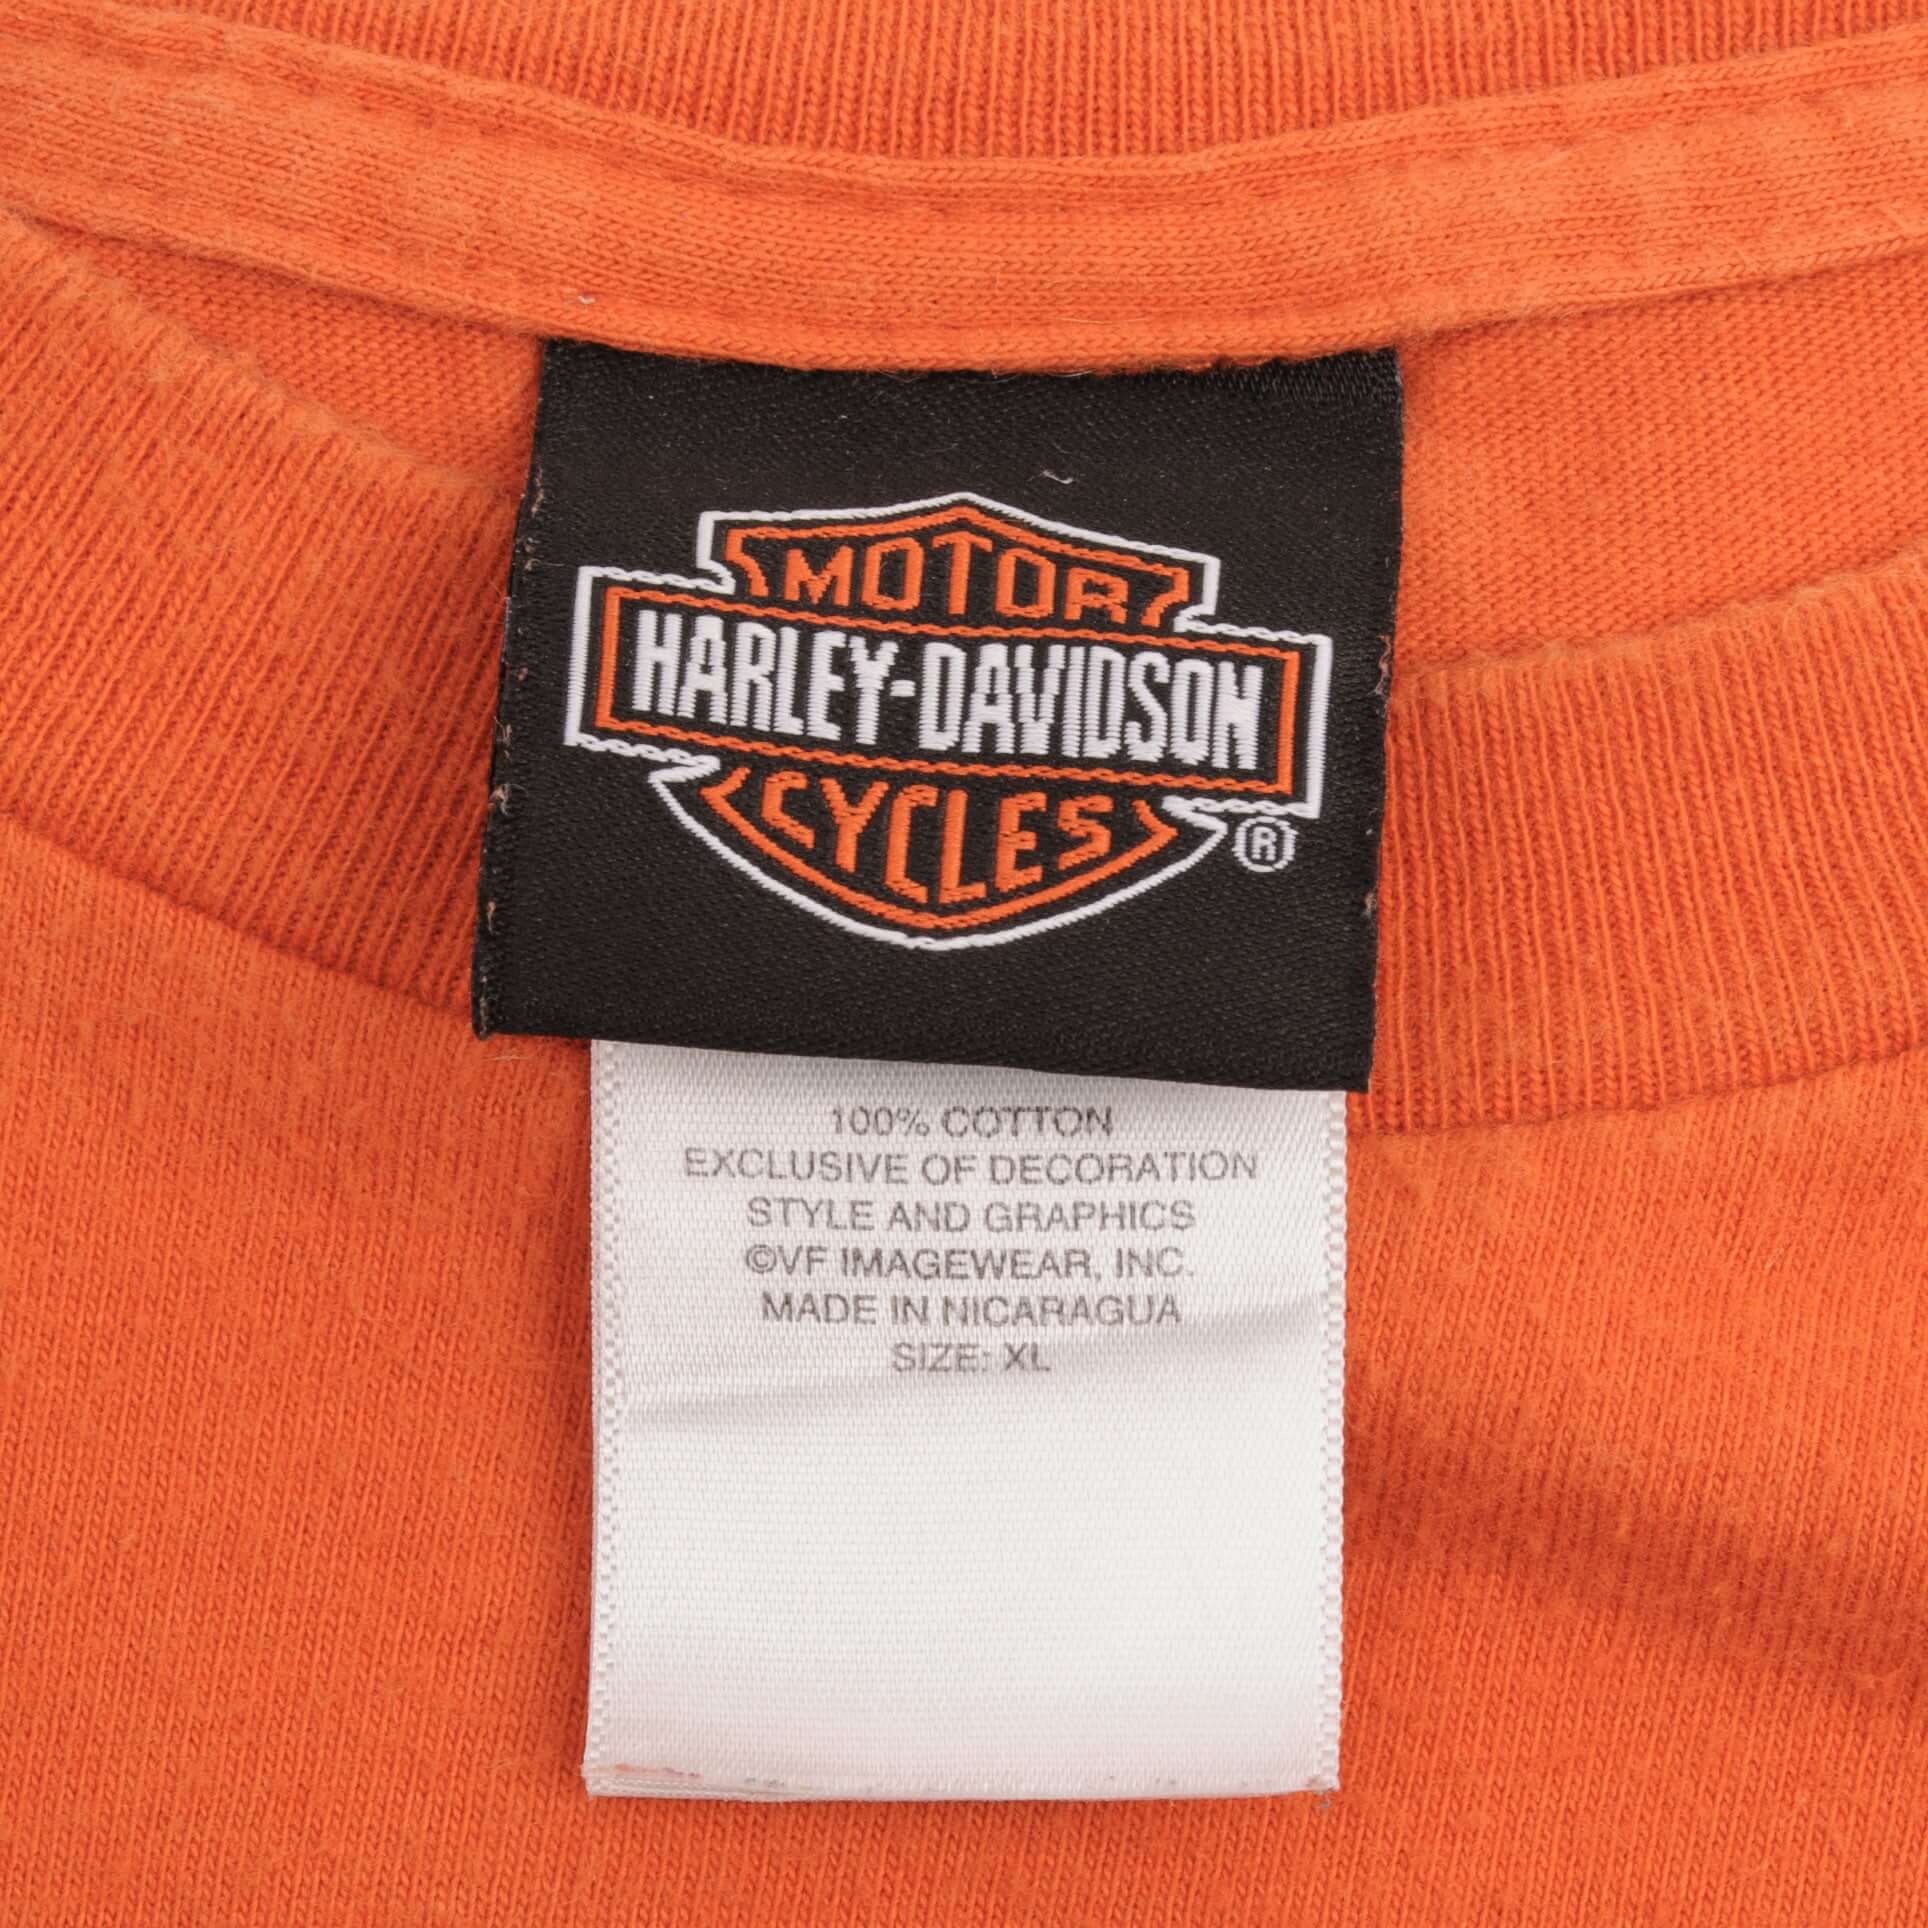 MOTOR
HARLEY-DAVIDSON
CYCLES
®
100% COTTON
EXCLUSIVE OF DECORATION
STYLE AND GRAPHICS
©VF IMAGEWEAR, INC.
MADE IN NICARAGUA
SIZE: XL